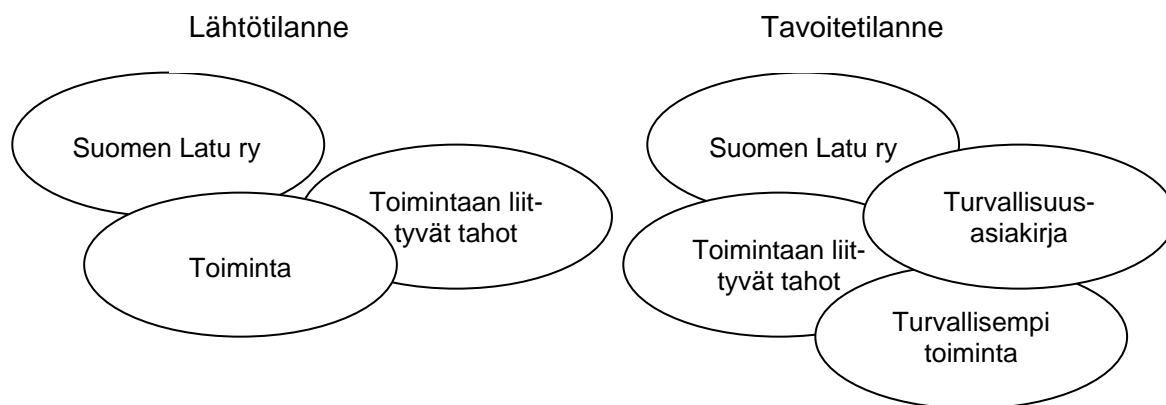 Lähtötilanne
Suomen Latu ry
Toimintaan liit-
tyvät tahot
Toiminta
Tavoitetilanne
Suomen Latu ry
Turvallisuus-
asiakirja
Toimintaan liit-
tyvät tahot
Turvallisempi
toiminta